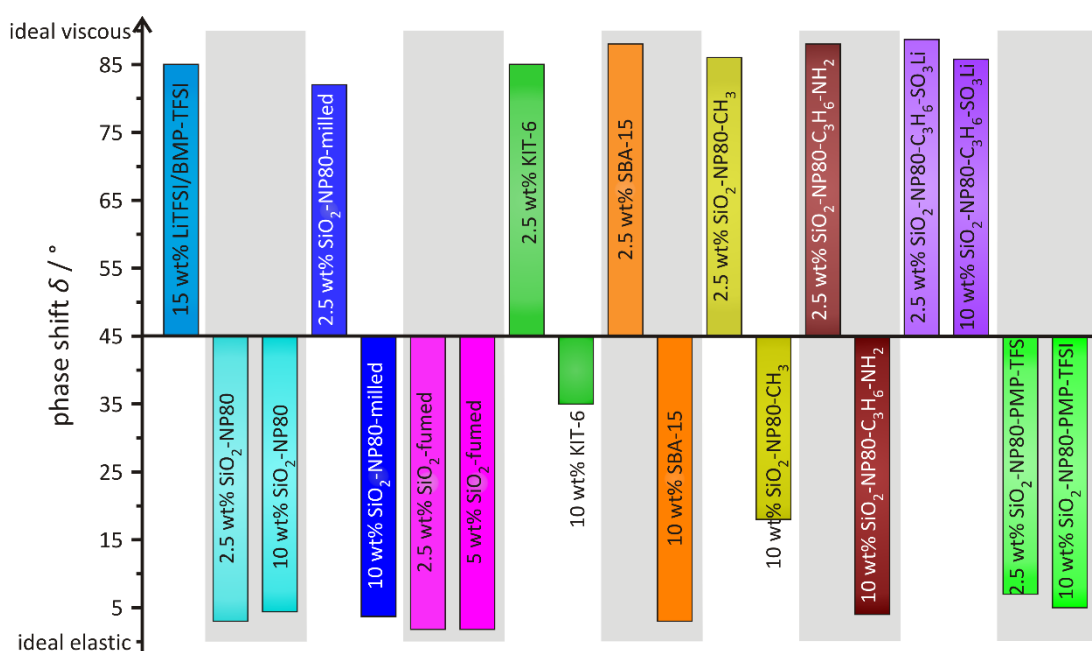 ideal viscous
85
75
65
55
45
35
25
15
5
ideal elastic
phase shift δ / °
15 wt% LiTFSI/BMP-TFSI
2.5 wt% SiO₂-NP80
10 wt% SiO₂-NP80
2.5 wt% SiO₂-NP80-milled
10 wt% SiO₂-NP80-milled
2.5 wt% SiO₂-fumed
5 wt% SiO₂-fumed
2.5 wt% KIT-6
10 wt% KIT-6
2.5 wt% SBA-15
10 wt% SBA-15
2.5 wt% SiO₂-NP80-CH₃
10 wt% SiO₂-NP80-CH₃
2.5 wt% SiO₂-NP80-C₃H₆-NH₂
10 wt% SiO₂-NP80-C₃H₆-NH₂
2.5 wt% SiO₂-NP80-C₃H₆-SO₃Li
10 wt% SiO₂-NP80-C₃H₆-SO₃Li
2.5 wt% SiO₂-NP80-PMP-TFSI
10 wt% SiO₂-NP80-PMP-TFSI